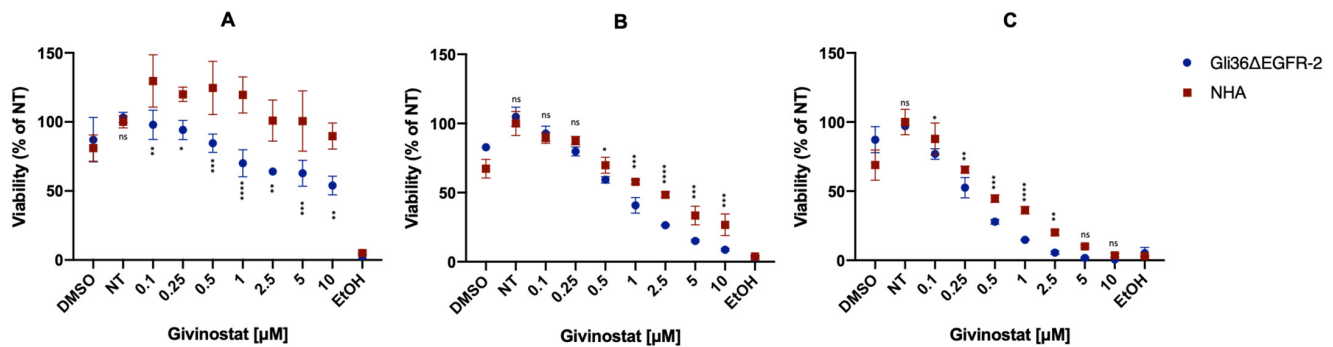 A
Viability (% of NT)
150
100
50
0
ns
**
*
***
****
**
***
**
DMSO
NT
0.1
0.25
0.5
1
2.5
5
10
EtOH
Givinostat [µM]
B
Viability (% of NT)
150
100
50
0
ns
ns
ns
*
***
****
***
***
DMSO
NT
0.1
0.25
0.5
1
2.5
5
10
EtOH
Givinostat [µM]
C
Viability (% of NT)
150
100
50
0
ns
*
**
***
****
**
ns
ns
DMSO
NT
0.1
0.25
0.5
1
2.5
5
10
EtOH
Givinostat [µM]
Gli36ΔEGFR-2
NHA